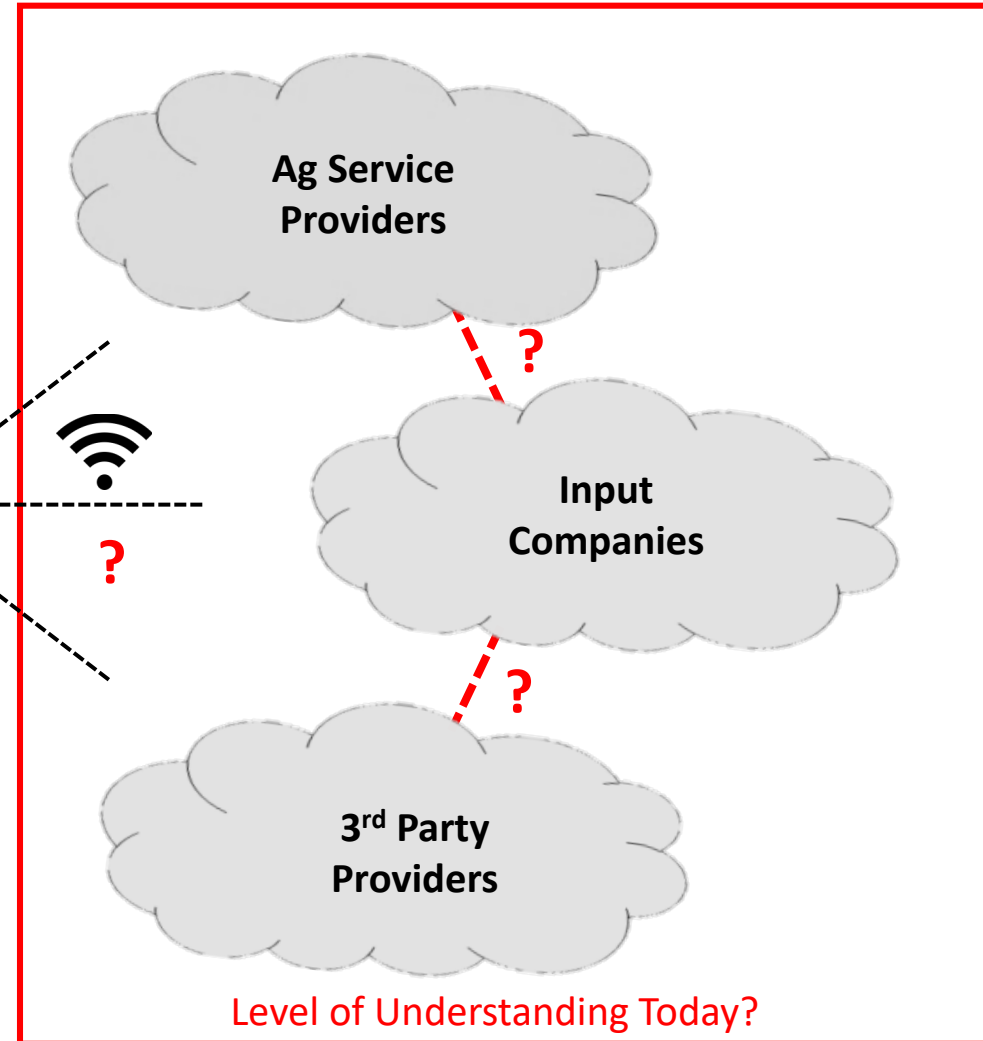 Ag Service
Providers
?
Input
Companies
?
?
3rd Party
Providers
Level of Understanding Today?